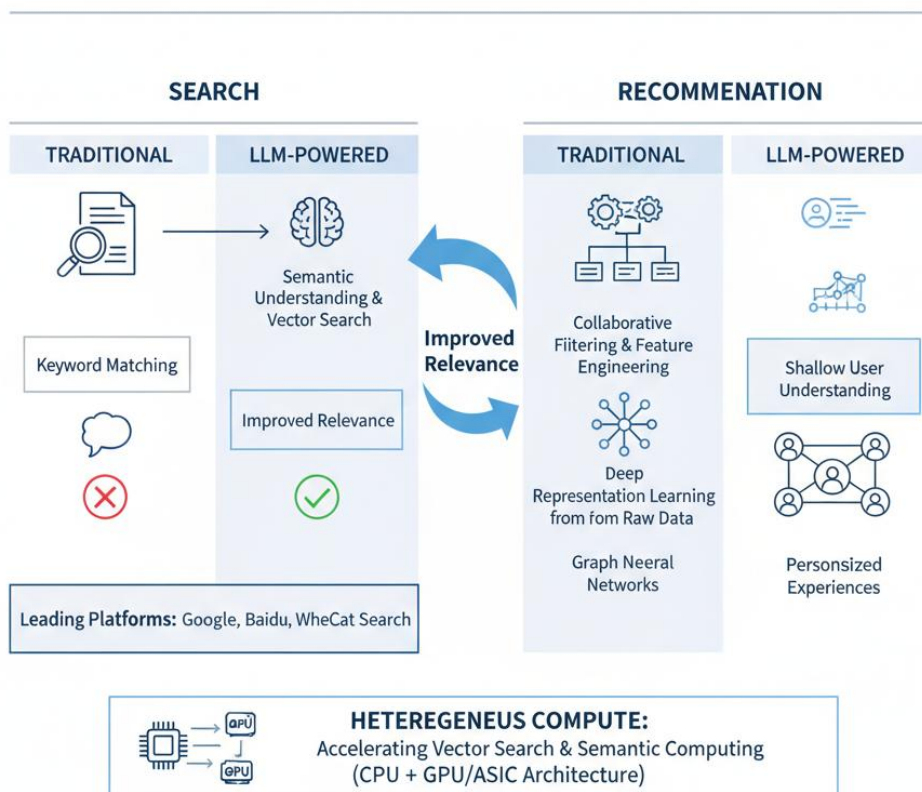 SEARCH
TRADITIONAL
LLM-POWERED
Semantic
Understanding &
Vector Search
Keyword Matching
Improved Relevance
Leading Platforms: Google, Baidu, WheCat Search
Improved
Relevance
RECOMMENATION
TRADITIONAL
LLM-POWERED
Collaborative
Fiitering & Feature
Engineering
Deep
Representation Learning
from fom Raw Data
Graph Neeral
Networks
Shallow User
Understanding
Personsized
Experiences
HETEREGENEUS COMPUTE:
Accelerating Vector Search & Semantic Computing
(CPU + GPU/ASIC Architecture)